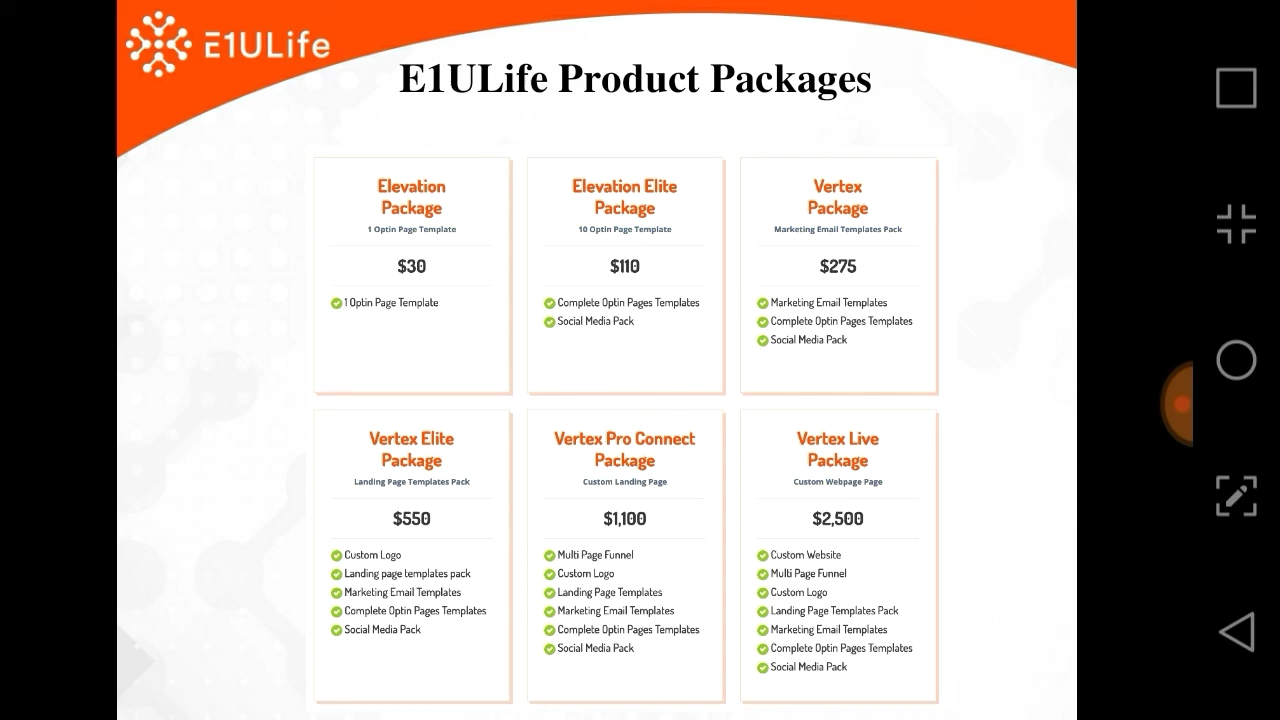 E1ULife
E1ULife Product Packages
Elevation
Package
1 Optin Page Template
$30
1 Optin Page Template
Elevation Elite
Package
10 Optin Page Template
$110
Complete Optin Pages Templates
Social Media Pack
Vertex
Package
Marketing Email Templates Pack
$275
Marketing Email Templates
Complete Optin Pages Templates
Social Media Pack
Vertex Elite
Package
Landing Page Templates Pack
$550
Custom Logo
Landing page templates pack
Marketing Email Templates
Complete Optin Pages Templates
Social Media Pack
Vertex Pro Connect
Package
Custom Landing Page
$1,100
Multi Page Funnel
Custom Logo
Landing Page Templates
Marketing Email Templates
Complete Optin Pages Templates
Social Media Pack
Vertex Live
Package
Custom Webpage Page
$2,500
Custom Website
Multi Page Funnel
Custom Logo
Landing Page Templates Pack
Marketing Email Templates
Complete Optin Pages Templates
Social Media Pack